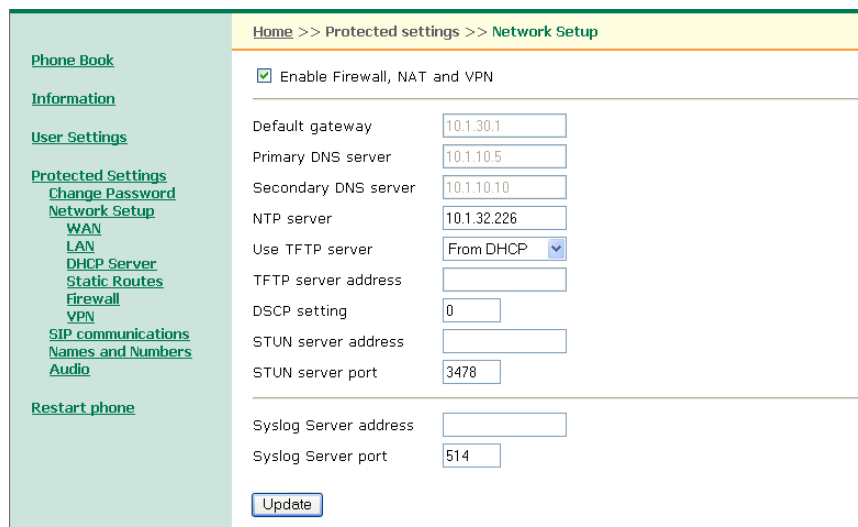 Home >> Protected settings >> Network Setup
Phone Book
Information
User Settings
Protected Settings
Change Password
Network Setup
WAN
LAN
DHCP Server
Static Routes
Firewall
VPN
SIP communications
Names and Numbers
Audio
Restart phone
Enable Firewall, NAT and VPN
Default gateway 10.1.30.1
Primary DNS server 10.1.10.5
Secondary DNS server 10.1.10.10
NTP server 10.1.32.226
Use TFTP server From DHCP
TFTP server address
DSCP setting 0
STUN server address
STUN server port 3478
Syslog Server address
Syslog Server port 514
Update